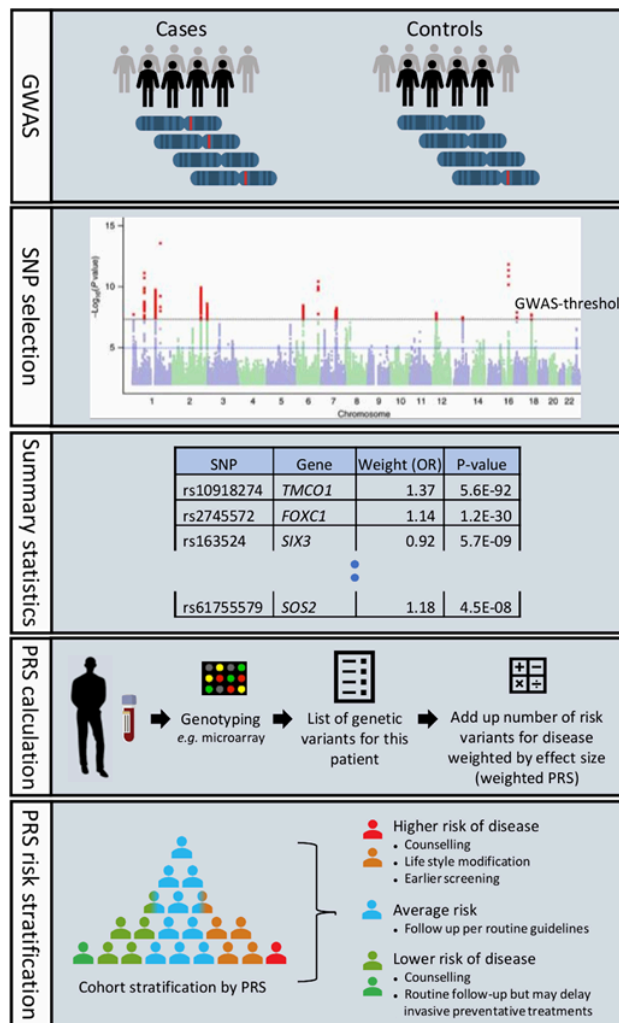 GWAS
Cases
Controls
SNP selection
−Log₁₀(P value)
15
10
5
GWAS-threshold
1 2 3 4 5 6 7 8 9 10 11 12 14 16 18 20 22
Chromosome
Summary statistics
SNP Gene Weight (OR) P-value
rs10918274 TMCO1 1.37 5.6E-92
rs2745572 FOXC1 1.14 1.2E-30
rs163524 SIX3 0.92 5.7E-09
rs61755579 SOS2 1.18 4.5E-08
PRS calculation
Genotyping
e.g. microarray
List of genetic
variants for this
patient
Add up number of risk
variants for disease
weighted by effect size
(weighted PRS)
PRS risk stratification
Cohort stratification by PRS
Higher risk of disease
• Counselling
• Life style modification
• Earlier screening
Average risk
• Follow up per routine guidelines
Lower risk of disease
• Counselling
• Routine follow-up but may delay
invasive preventative treatments